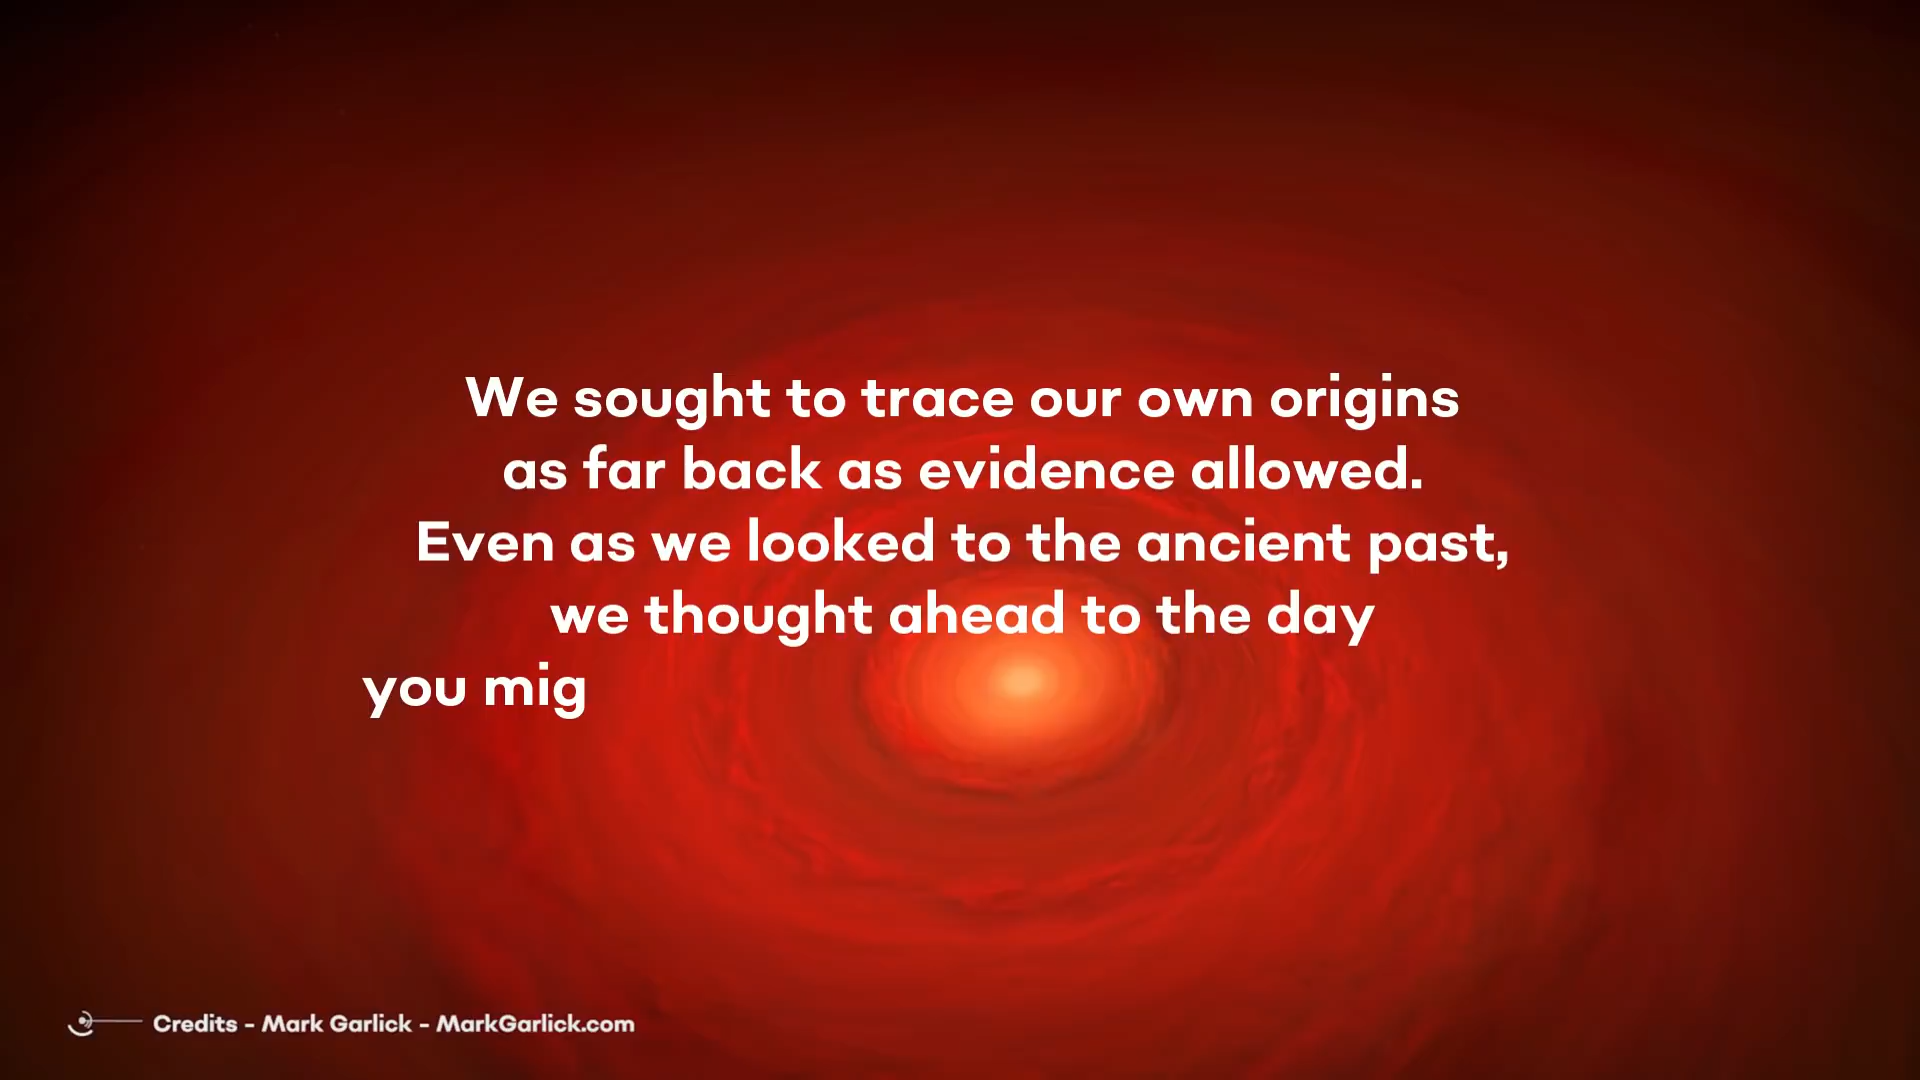 We sought to trace our own origins
as far back as evidence allowed.
Even as we looked to the ancient past,
we thought ahead to the day
you mig
Credits - Mark Garlick - MarkGarlick.com